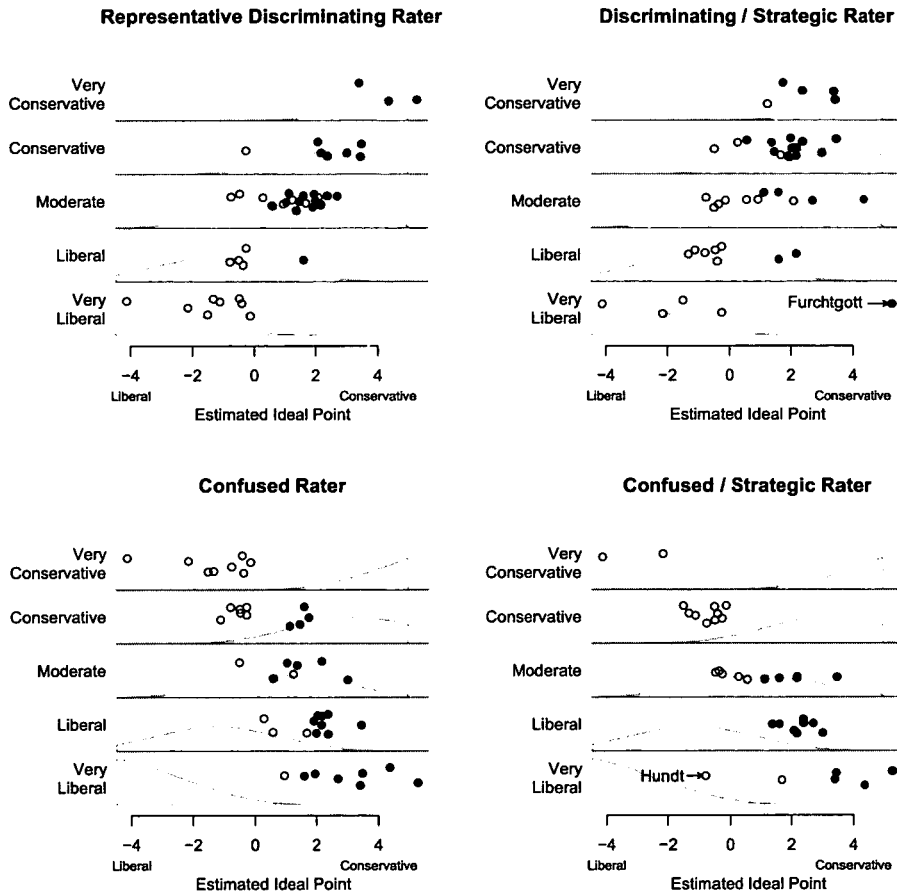 Representative Discriminating Rater
Very
Conservative
Conservative
Moderate
Liberal
Very
Liberal
−4 −2 0 2 4
Liberal Conservative
Estimated Ideal Point
Discriminating / Strategic Rater
Very
Conservative
Conservative
Moderate
Liberal
Very
Liberal
Furchtgott
−4 −2 0 2 4
Liberal Conservative
Estimated Ideal Point
Confused Rater
Very
Conservative
Conservative
Moderate
Liberal
Very
Liberal
−4 −2 0 2 4
Liberal Conservative
Estimated Ideal Point
Confused / Strategic Rater
Very
Conservative
Conservative
Moderate
Liberal
Very
Liberal
Hundt
−4 −2 0 2 4
Liberal Conservative
Estimated Ideal Point